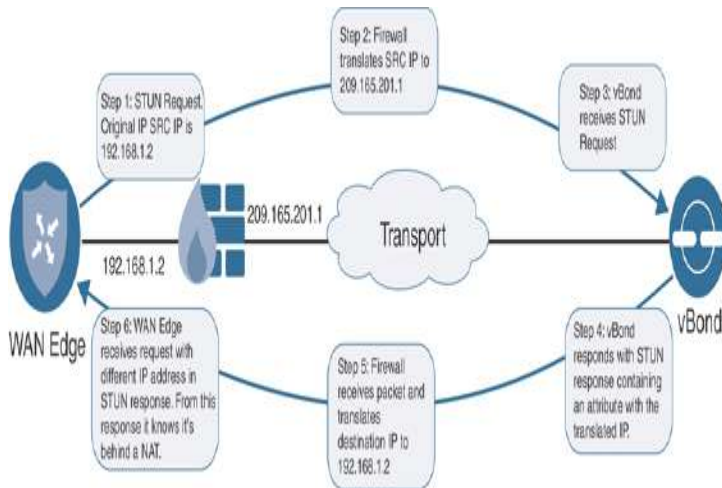 Step 2: Firewall
translates SRC IP to
209.165.201.1
Step 1: STUN Request.
Original IP SRC IP is
192.168.1.2
Step 3: vBond
receives STUN
Request
209.165.201.1
Transport
192.168.1.2
WAN Edge
vBond
Step 6: WAN Edge
receives request with
different IP address in
STUN response. From this
response it knows it's
behind a NAT.
Step 5: Firewall
receives packet and
translates
destination IP to
192.168.1.2
Step 4: vBond
responds with STUN
response containing
an attribute with the
translated IP.